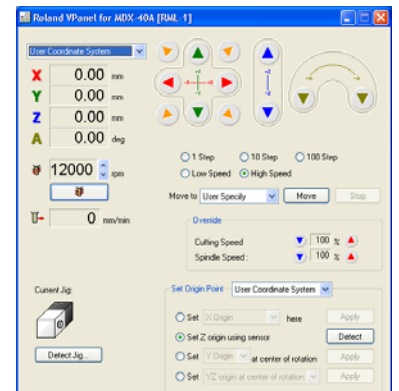 Roland VPanel for MDX-40A [RML-1]
User Coordinate System
X 0.00 mm
Y 0.00 mm
Z 0.00 mm
A 0.00 deg
12000 rpm
0 mm/min
1 Step 10 Step 100 Step
Low Speed High Speed
Move to User Specify Move Stop
Override
Cutting Speed 100 %
Spindle Speed : 100 %
Current Jig:
Detect Jig...
Set Origin Point User Coordinate System
Set X Origin here Apply
Set Z origin using sensor Detect
Set Y Origin at center of rotation Apply
Set YZ origin at center of rotation Apply